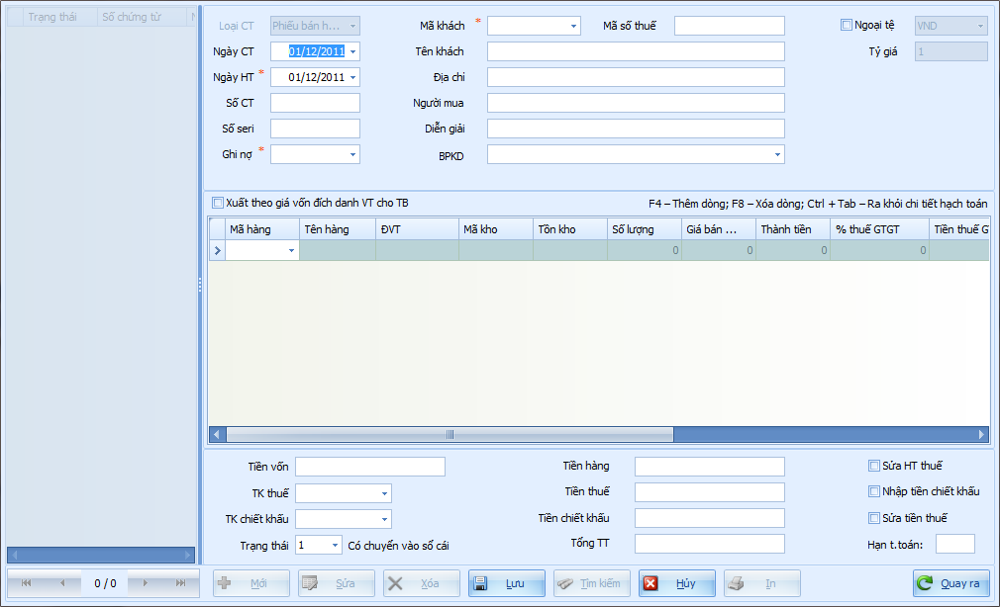 Trạng thái Số chứng từ N
Loại CT Phiếu bán h... Mã khách * Mã số thuế Ngoại tệ VND
Ngày CT 01/12/2011 Tên khách Tỷ giá 1
Ngày HT * 01/12/2011 Địa chỉ
Số CT Người mua
Số seri Diễn giải
Ghi nợ * BPKD
Xuất theo giá vốn đích danh VT cho TB F4 – Thêm dòng; F8 – Xóa dòng; Ctrl + Tab – Ra khỏi chi tiết hạch toán
Mã hàng Tên hàng ĐVT Mã kho Tồn kho Số lượng Giá bán ... Thành tiền % thuế GTGT Tiền thuế GT
0 0 0 0
Tiền vốn Tiền hàng Sửa HT thuế
TK thuế Tiền thuế Nhập tiền chiết khấu
TK chiết khấu Tiền chiết khấu Sửa tiền thuế
Trạng thái 1 Có chuyển vào sổ cái Tổng TT Hạn t.toán:
0 / 0 Mới Sửa Xóa Lưu Tìm kiếm Hủy In Quay ra